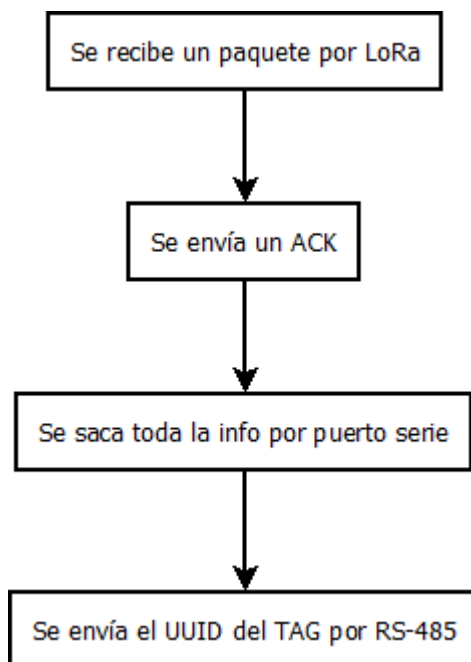 Se recibe un paquete por LoRa
Se envía un ACK
Se saca toda la info por puerto serie
Se envía el UUID del TAG por RS-485